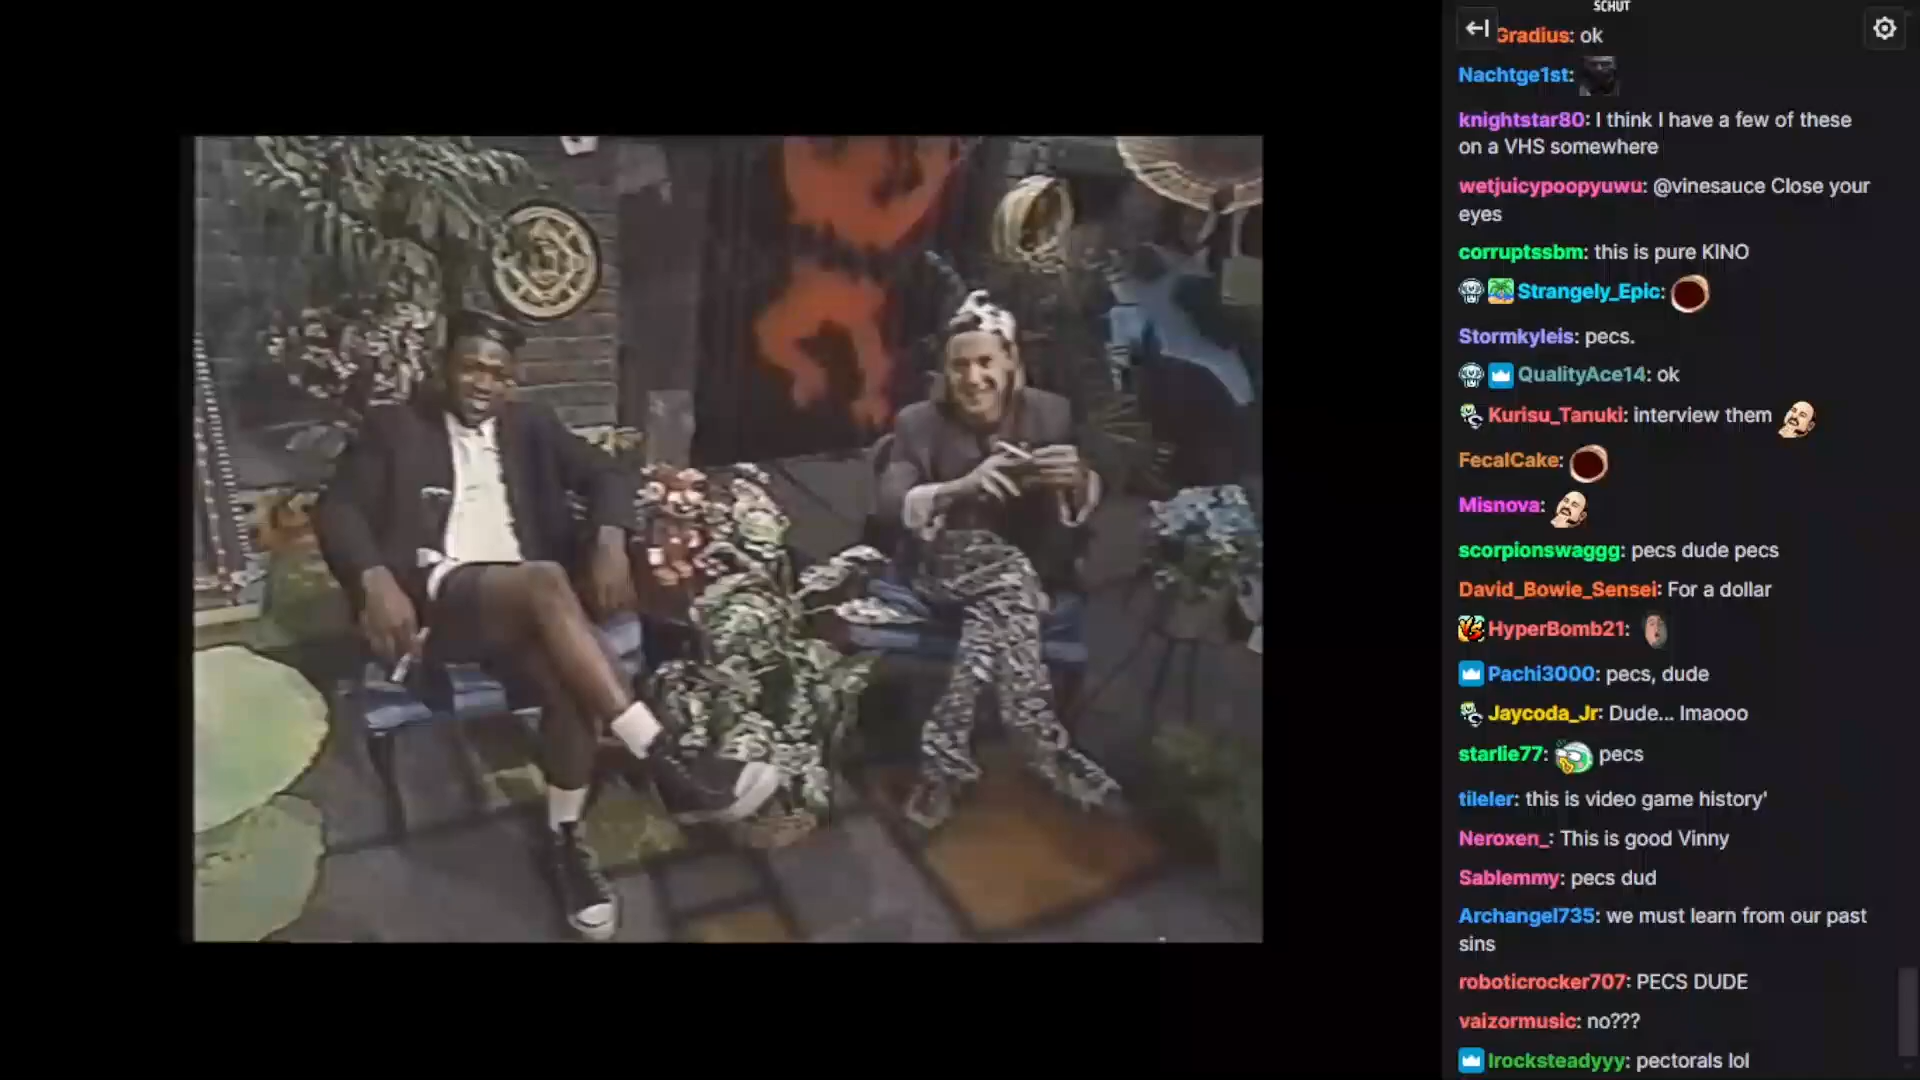 SCHUT
Gradius: ok
Nachtge1st:
knightstar80: I think I have a few of these
on a VHS somewhere
wetjuicypoopyuwu: @vinesauce Close your
eyes
corruptssbm: this is pure KINO
Strangely_Epic:
Stormkyleis: pecs.
QualityAce14: ok
Kurisu_Tanuki: interview them
FecalCake:
Misnova:
scorpionswaggg: pecs dude pecs
David_Bowie_Sensei: For a dollar
HyperBomb21:
Pachi3000: pecs, dude
Jaycoda_Jr: Dude... lmaooo
starlie77: pecs
tileler: this is video game history'
Neroxen_: This is good Vinny
Sablemmy: pecs dud
Archangel735: we must learn from our past
sins
roboticrocker707: PECS DUDE
vaizormusic: no???
lrocksteadyyy: pectorals lol